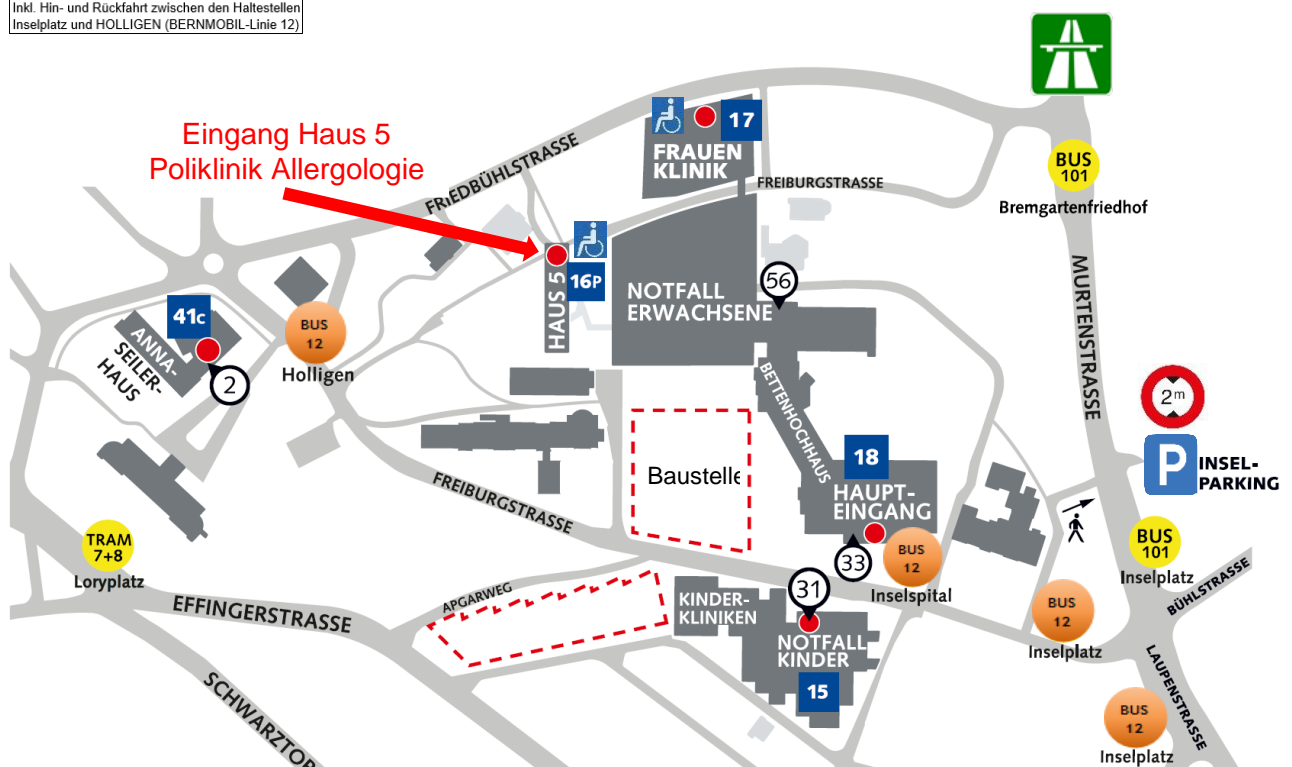 Inkl. Hin- und Rückfahrt zwischen den Haltestellen
Inselplatz und HOLLIGEN (BERNMOBIL-Linie 12)
Eingang Haus 5
Poliklinik Allergologie
FRIEDBÜHLSTRASSE
17
FRAUEN
KLINIK
FREIBURGSTRASSE
BUS
101
Bremgartenfriedhof
MURTENSTRASSE
HAUS 5
16P
NOTFALL
ERWACHSENE
56
41c
ANNA-
SEILER-
HAUS
2
BUS
12
Holligen
BETTENHOCHHAUS
2m
P
INSEL-
PARKING
Baustelle
18
HAUPT-
EINGANG
33
FREIBURGSTRASSE
BUS
12
Inselspital
BUS
101
Inselplatz
BÜHLSTRASSE
TRAM
7+8
Loryplatz
EFFINGERSTRASSE
APGARWEG
KINDER-
KLINIKEN
31
NOTFALL
KINDER
15
BUS
12
Inselplatz
LAUPENSTRASSE
BUS
12
Inselplatz
SCHWARZTOR